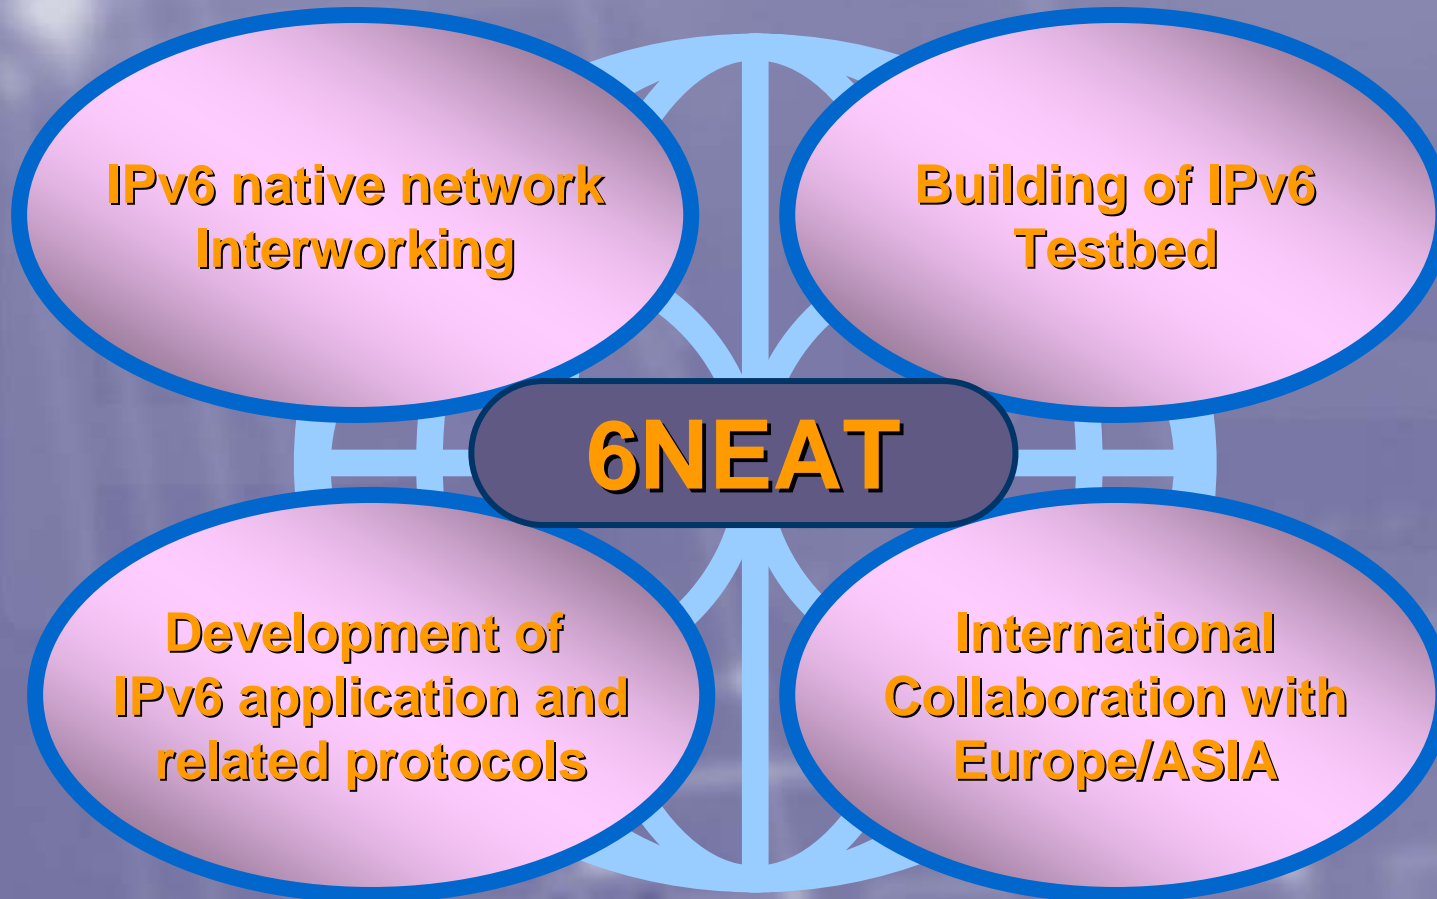 IPv6 native network
Interworking
Building of IPv6
Testbed
6NEAT
Development of
IPv6 application and
related protocols
International
Collaboration with
Europe/ASIA